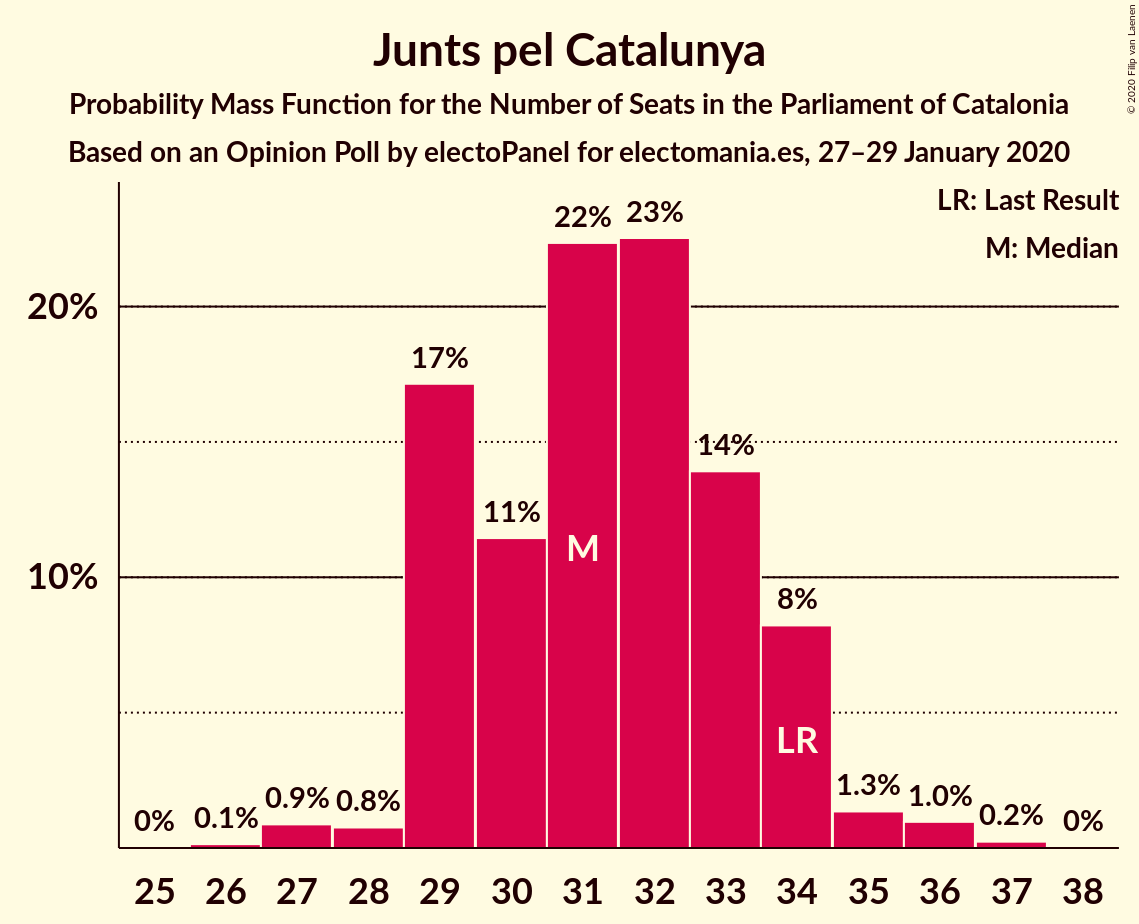 Junts pel Catalunya
Probability Mass Function for the Number of Seats in the Parliament of Catalonia
Based on an Opinion Poll by electoPanel for electomania.es, 27–29 January 2020
© 2020 Filip van Laenen
LR: Last Result
M: Median
20%
10%
0%
0.1%
0.9%
0.8%
17%
11%
22%
23%
14%
8%
1.3%
1.0%
0.2%
0%
M
LR
25 26 27 28 29 30 31 32 33 34 35 36 37 38